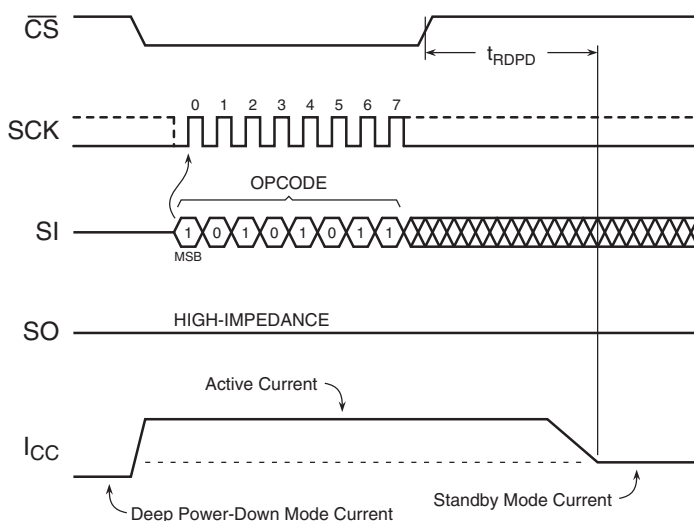 CS
tRDPD
0 1 2 3 4 5 6 7
SCK
OPCODE
SI
1 0 1 0 1 0 1 1
MSB
HIGH-IMPEDANCE
SO
Active Current
ICC
Standby Mode Current
Deep Power-Down Mode Current